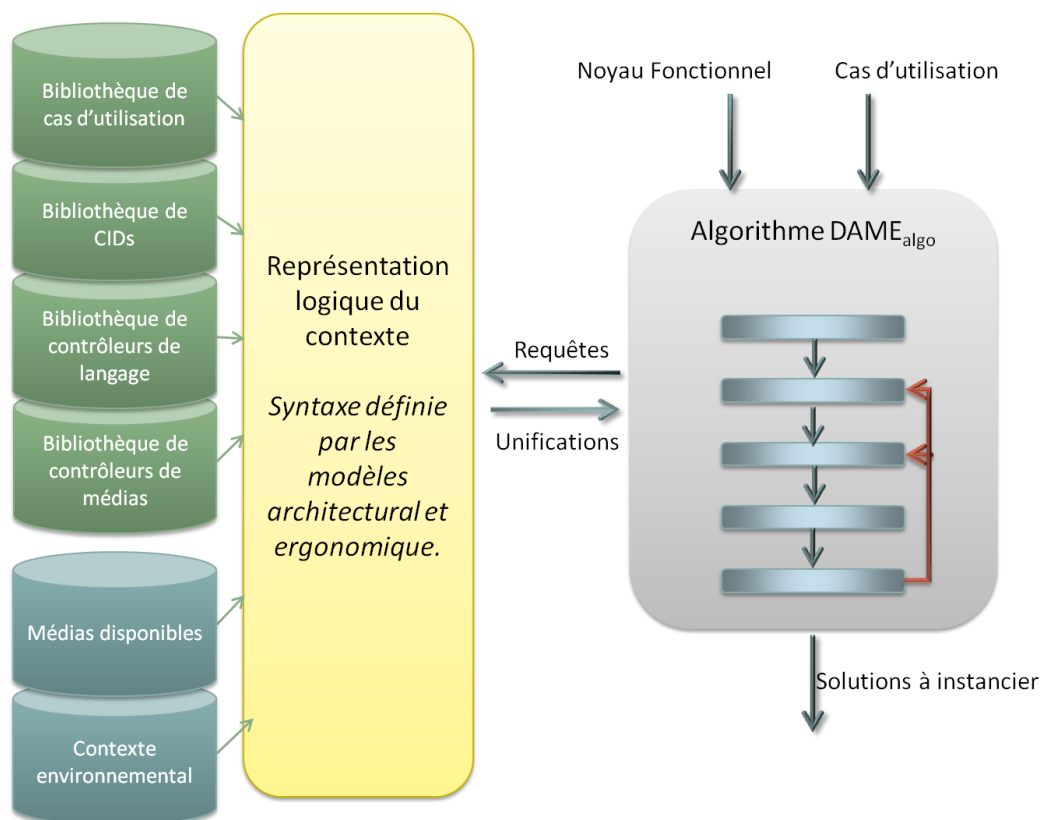 Bibliothèque de
cas d’utilisation
Bibliothèque de
CIDs
Bibliothèque de
contrôleurs de
langage
Bibliothèque de
contrôleurs de
médias
Médias disponibles
Contexte
environnemental
Représentation
logique du
contexte
Syntaxe définie
par les
modèles
architectural et
ergonomique.
Requêtes
Unifications
Noyau Fonctionnel
Cas d’utilisation
Algorithme DAMEalgo
Solutions à instancier